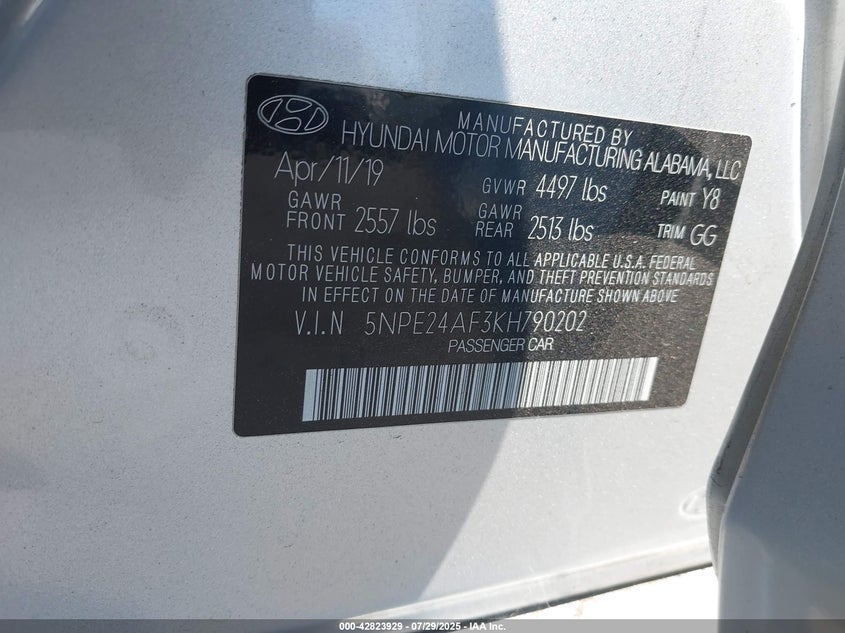 MANUFACTURED BY
HYUNDAI MOTOR MANUFACTURING ALABAMA, LLC
Apr/11/19 GVWR 4497 lbs PAINT Y8
GAWR FRONT 2557 lbs GAWR REAR 2513 lbs TRIM GG
THIS VEHICLE CONFORMS TO ALL APPLICABLE U.S.A. FEDERAL
MOTOR VEHICLE SAFETY, BUMPER, AND THEFT PREVENTION STANDARDS
IN EFFECT ON THE DATE OF MANUFACTURE SHOWN ABOVE
V.I.N 5NPE24AF3KH790202
PASSENGER CAR
000-42823929 - 07/29/2025 - IAA Inc.